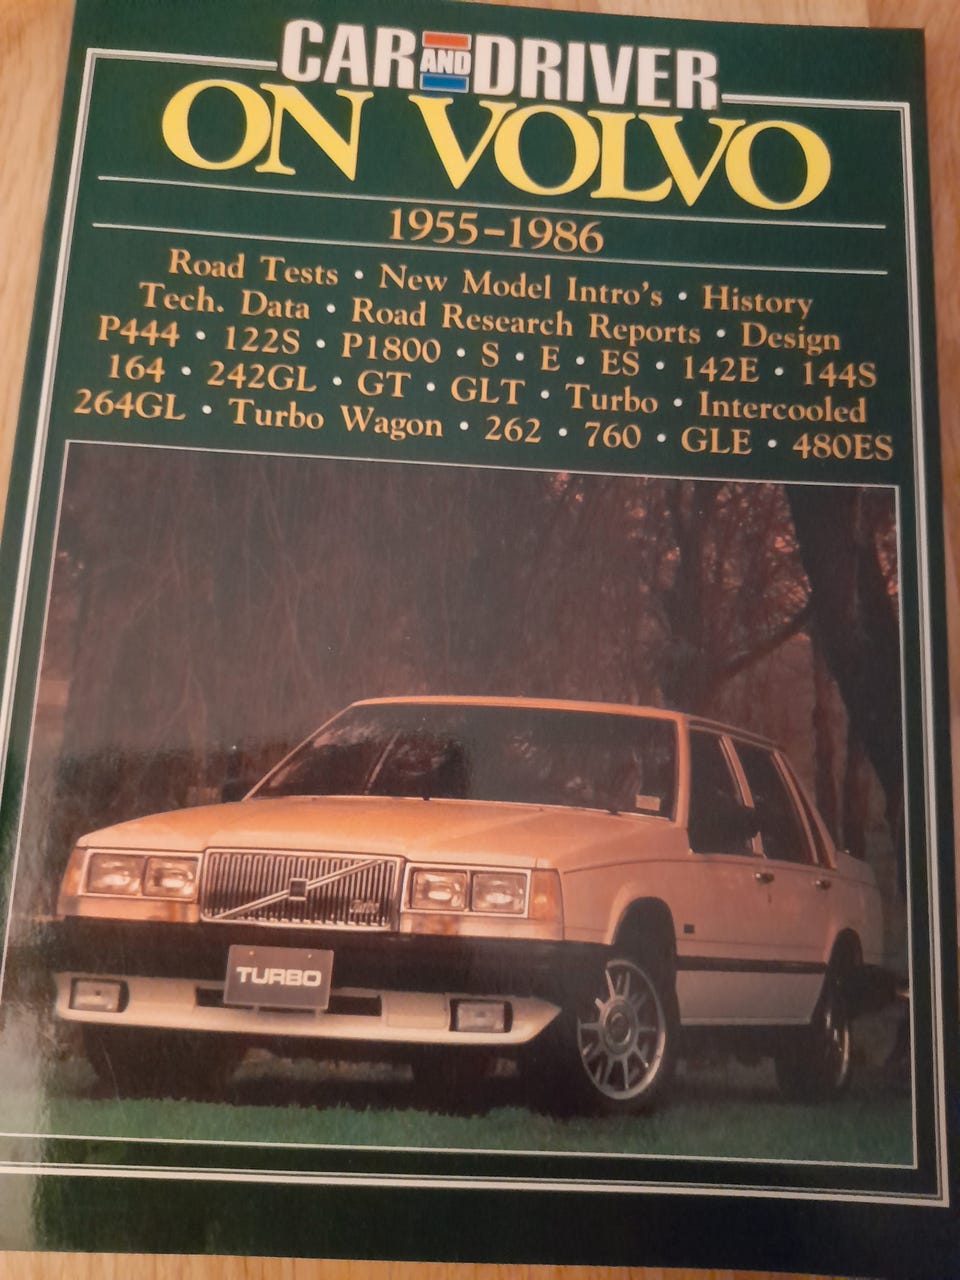 CAR AND DRIVER
ON VOLVO
1955-1986
Road Tests • New Model Intro's • History
Tech. Data • Road Research Reports • Design
P444 • 122S • P1800 • S • E • ES • 142E • 144S
164 • 242GL • GT • GLT • Turbo • Intercooled
264GL • Turbo Wagon • 262 • 760 • GLE • 480ES
TURBO